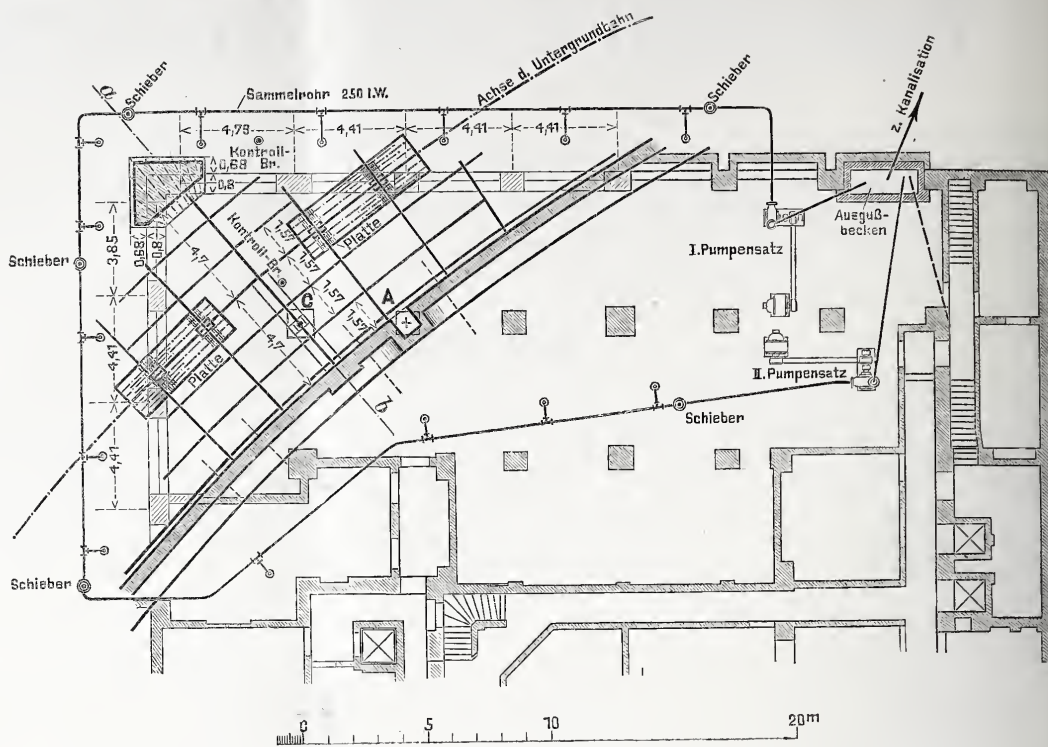 Achse d. Untergrundbahn
Schieber
Schieber
a
Sammelrohr 250 l.W.
z. Kanalisation
4,79
4,41
4,41
4,41
Kontroll-
Br.
0,68
0,8
Ausguß-
becken
Platte
Kontroll-Br.
1,57
1,57
1,57
1,57
3,85
0,68
0,8
4,7
I. Pumpensatz
Schieber
C
A
4,7
4,41
Platte
II. Pumpensatz
b
Schieber
4,41
Schieber
0
5
10
20m